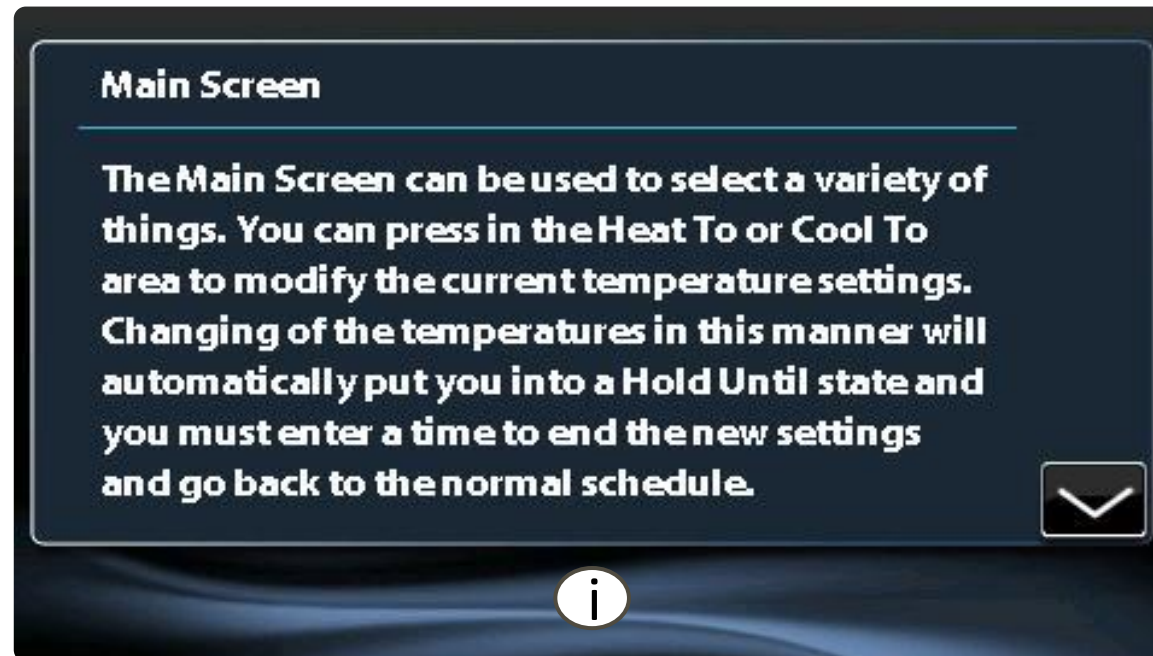 Main Screen
The Main Screen can be used to select a variety of
things. You can press in the Heat To or Cool To
area to modify the current temperature settings.
Changing of the temperatures in this manner will
automatically put you into a Hold Until state and
you must enter a time to end the new settings
and go back to the normal schedule.
i